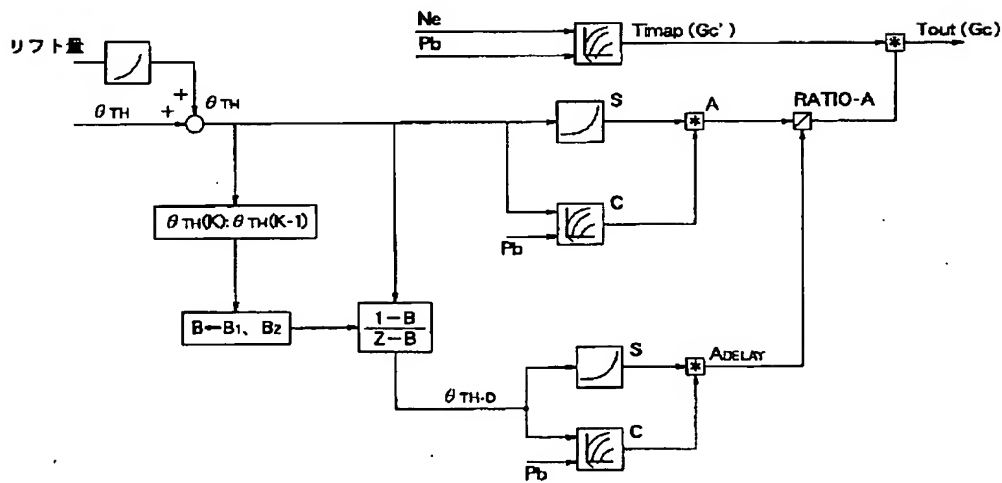 Ne
Pb
Timap (Gc')
*
Tout (Gc)
リフト量
+
θTH
+
θTH
S
A
*
RATIO-A
C
Pb
θTH(K):θTH(K-1)
B←B1、B2
1-B
Z-B
S
*
ADELAY
θTH-D
C
Pb